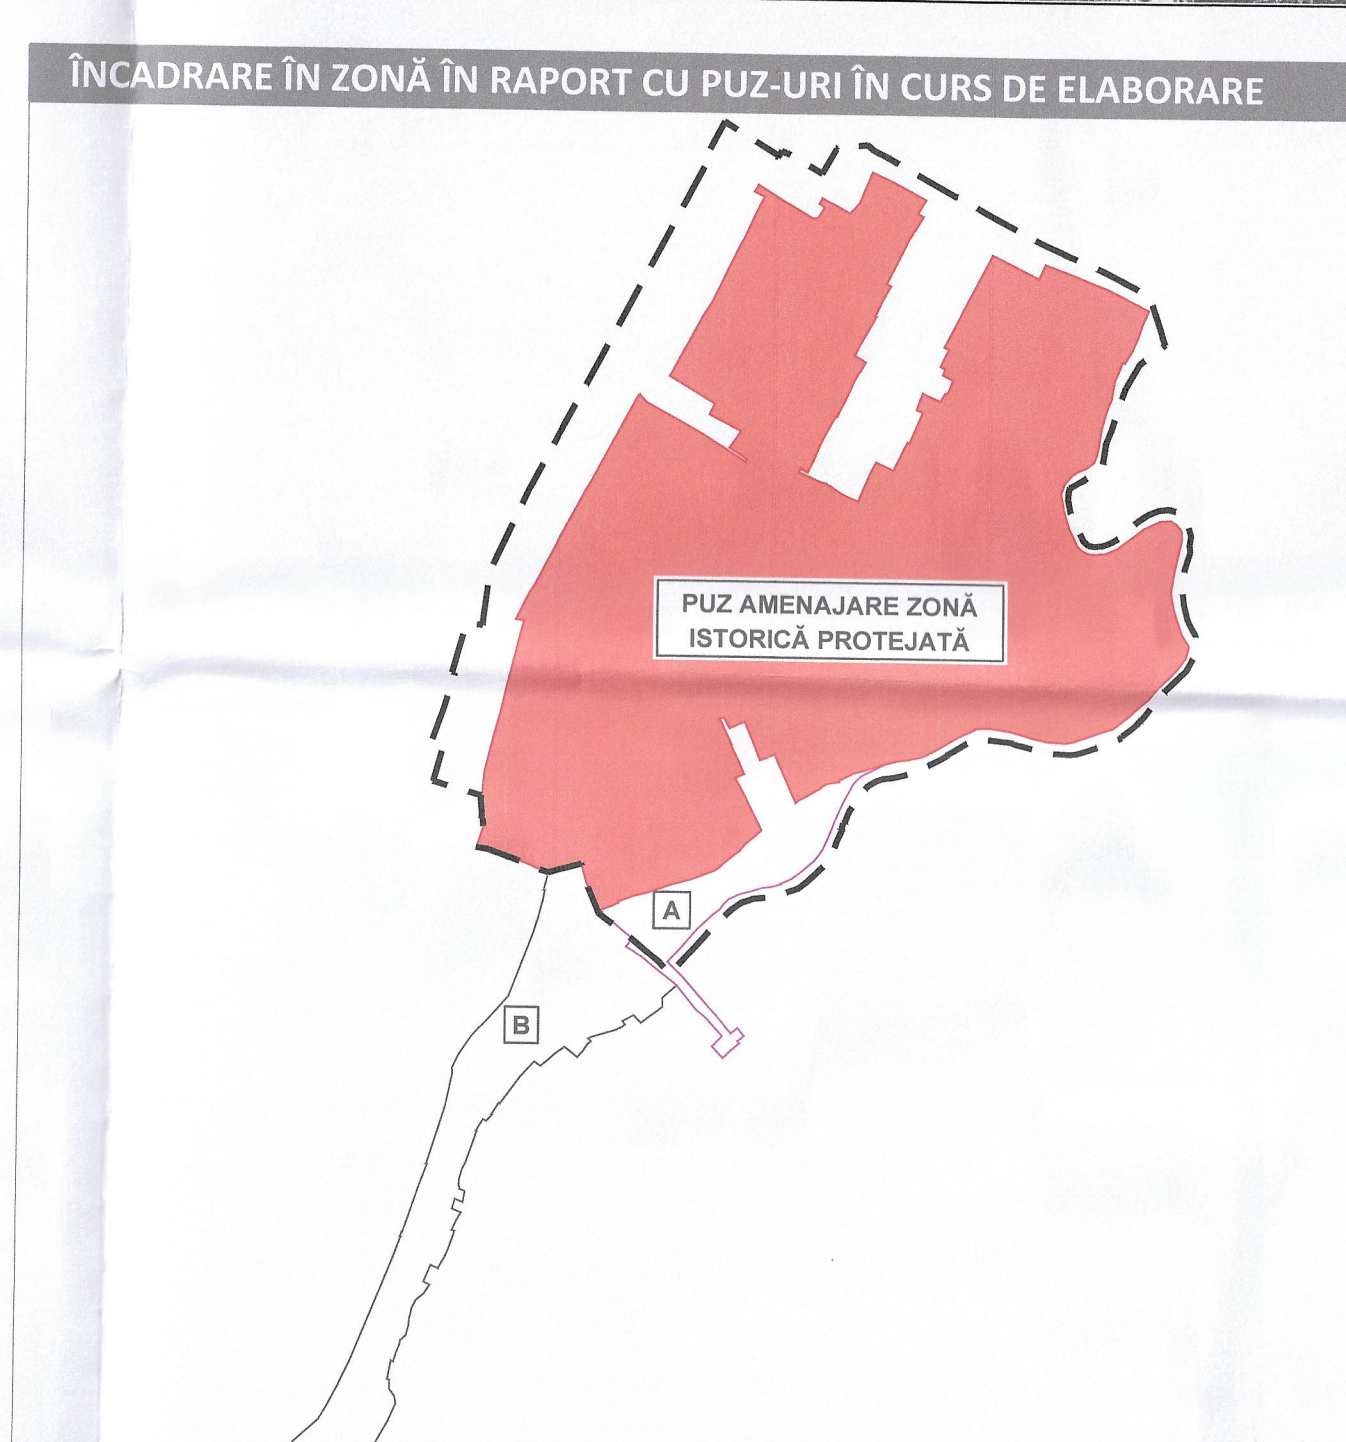 ÎNCADRARE ÎN ZONĂ ÎN RAPORT CU PUZ-URI ÎN CURS DE ELABORARE
PUZ AMENAJARE ZONĂ
ISTORICĂ PROTEJATĂ
A
B